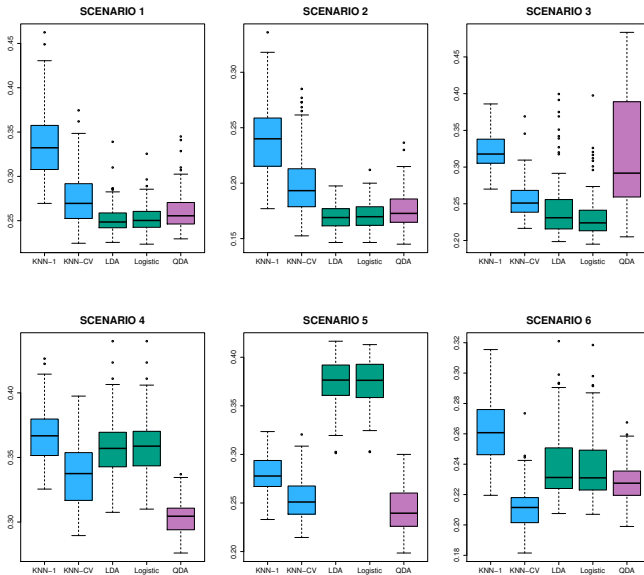 SCENARIO 1
0.45
0.40
0.35
0.30
0.25
KNN−1 KNN−CV LDA Logistic QDA
SCENARIO 2
0.30
0.25
0.20
0.15
KNN−1 KNN−CV LDA Logistic QDA
SCENARIO 3
0.45
0.40
0.35
0.30
0.25
0.20
KNN−1 KNN−CV LDA Logistic QDA
SCENARIO 4
0.40
0.35
0.30
KNN−1 KNN−CV LDA Logistic QDA
SCENARIO 5
0.40
0.35
0.30
0.25
0.20
KNN−1 KNN−CV LDA Logistic QDA
SCENARIO 6
0.32
0.30
0.28
0.26
0.24
0.22
0.20
0.18
KNN−1 KNN−CV LDA Logistic QDA